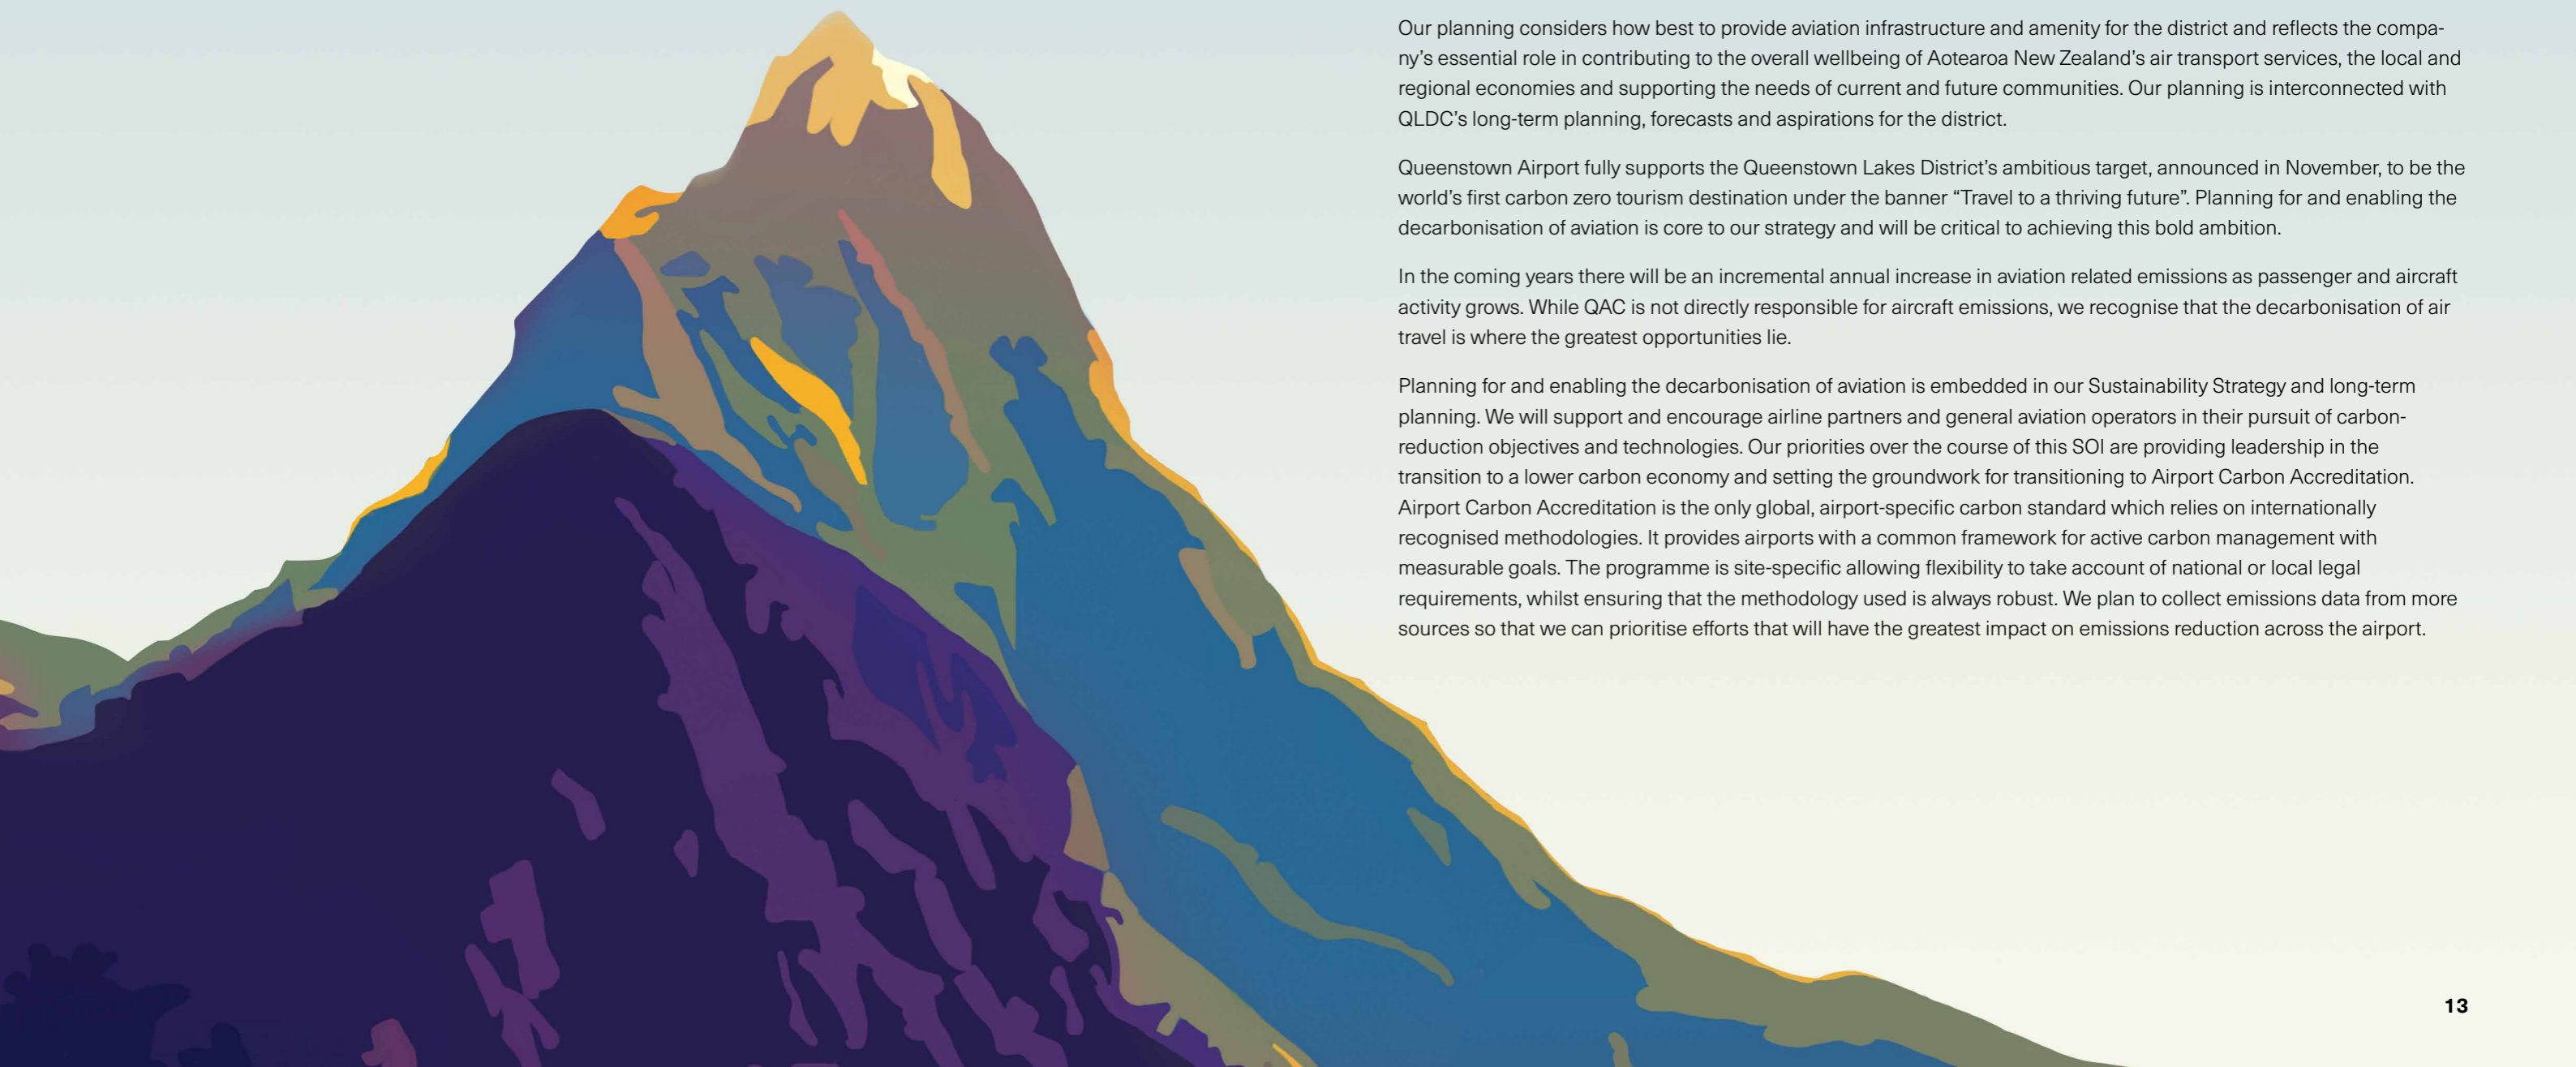 Our planning considers how best to provide aviation infrastructure and amenity for the district and reflects the compa-
ny’s essential role in contributing to the overall wellbeing of Aotearoa New Zealand’s air transport services, the local and
regional economies and supporting the needs of current and future communities. Our planning is interconnected with
QLDC’s long-term planning, forecasts and aspirations for the district.
Queenstown Airport fully supports the Queenstown Lakes District’s ambitious target, announced in November, to be the
world’s first carbon zero tourism destination under the banner “Travel to a thriving future”. Planning for and enabling the
decarbonisation of aviation is core to our strategy and will be critical to achieving this bold ambition.
In the coming years there will be an incremental annual increase in aviation related emissions as passenger and aircraft
activity grows. While QAC is not directly responsible for aircraft emissions, we recognise that the decarbonisation of air
travel is where the greatest opportunities lie.
Planning for and enabling the decarbonisation of aviation is embedded in our Sustainability Strategy and long-term
planning. We will support and encourage airline partners and general aviation operators in their pursuit of carbon-
reduction objectives and technologies. Our priorities over the course of this SOI are providing leadership in the
transition to a lower carbon economy and setting the groundwork for transitioning to Airport Carbon Accreditation.
Airport Carbon Accreditation is the only global, airport-specific carbon standard which relies on internationally
recognised methodologies. It provides airports with a common framework for active carbon management with
measurable goals. The programme is site-specific allowing flexibility to take account of national or local legal
requirements, whilst ensuring that the methodology used is always robust. We plan to collect emissions data from more
sources so that we can prioritise efforts that will have the greatest impact on emissions reduction across the airport.
13